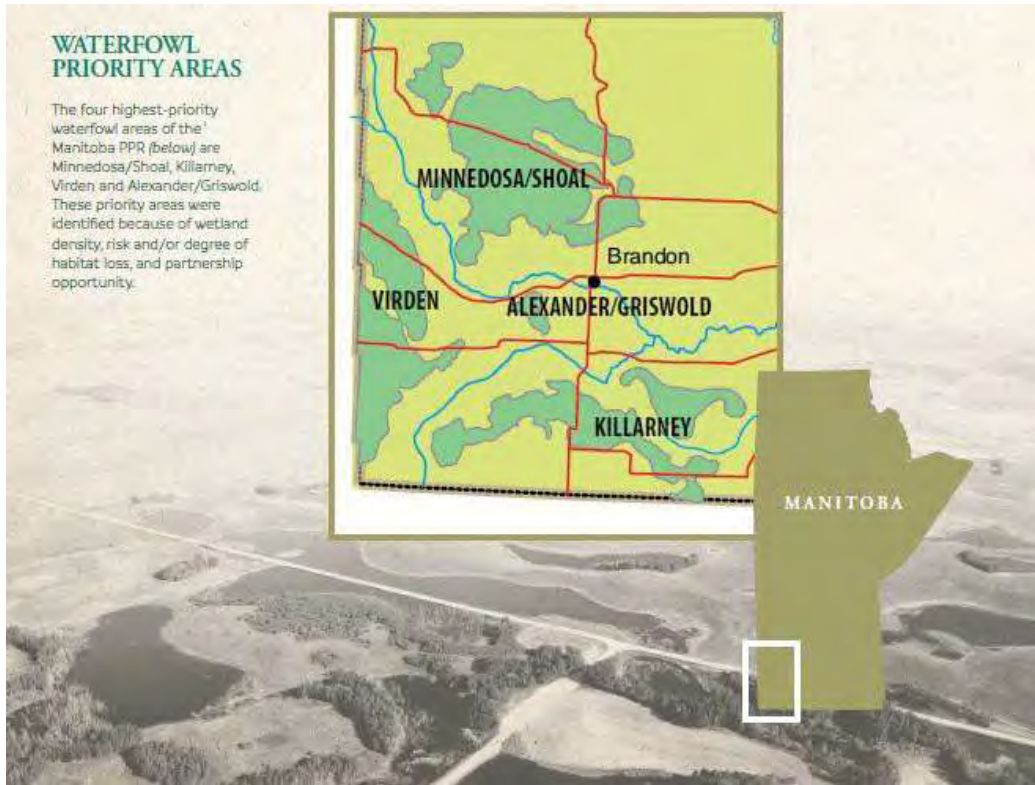 WATERFOWL
PRIORITY AREAS
The four highest-priority
waterfowl areas of the
Manitoba PPR (below) are
Minnedosa/Shoal, Killarney,
Virden and Alexander/Griswold.
These priority areas were
identified because of wetland
density, risk and/or degree of
habitat loss, and partnership
opportunity.
MINNEDOSA/SHOAL
Brandon
VIRDEN
ALEXANDER/GRISWOLD
KILLARNEY
MANITOBA